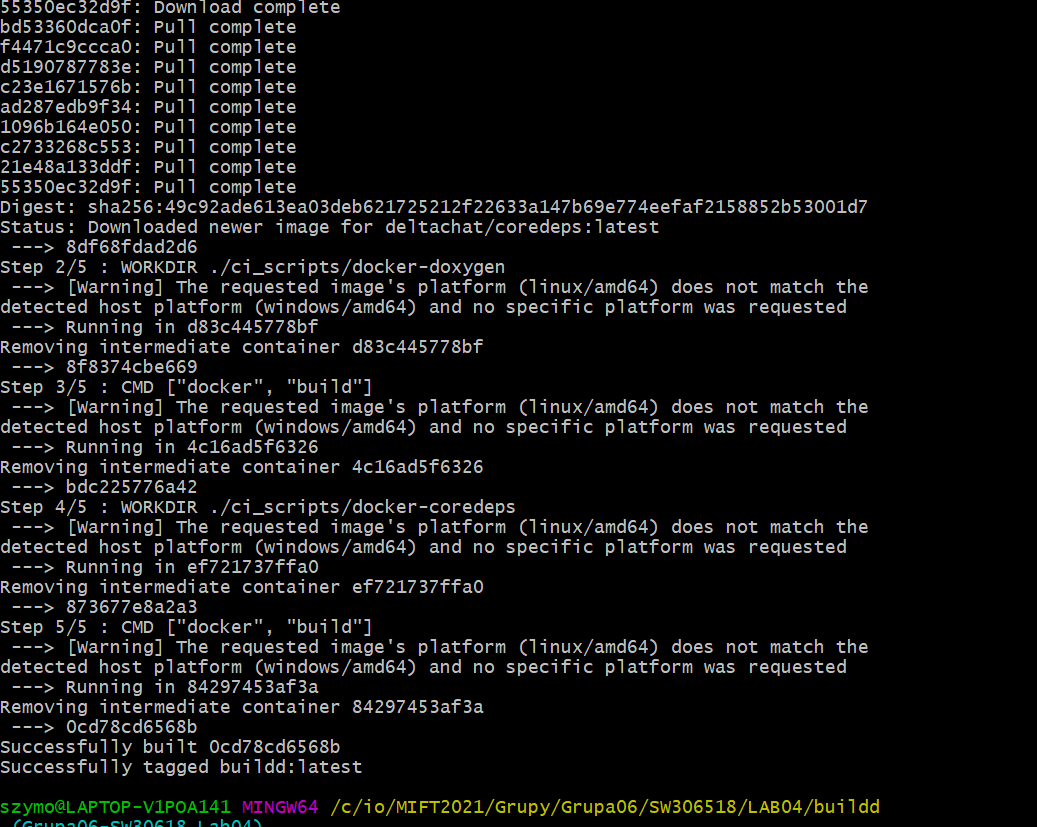 55350ec32d9f: Download complete
bd53360dca0f: Pull complete
f4471c9ccca0: Pull complete
d5190787783e: Pull complete
c23e1671576b: Pull complete
ad287edb9f34: Pull complete
1096b164e050: Pull complete
c2733268c553: Pull complete
21e48a133ddf: Pull complete
55350ec32d9f: Pull complete
Digest: sha256:49c92ade613ea03deb621725212f22633a147b69e774eefaf2158852b53001d7
Status: Downloaded newer image for deltachat/coredeps:latest
 ---> 8df68fdad2d6
Step 2/5 : WORKDIR ./ci_scripts/docker-doxygen
 ---> [Warning] The requested image's platform (linux/amd64) does not match the
detected host platform (windows/amd64) and no specific platform was requested
 ---> Running in d83c445778bf
Removing intermediate container d83c445778bf
 ---> 8f8374cbe669
Step 3/5 : CMD ["docker", "build"]
 ---> [Warning] The requested image's platform (linux/amd64) does not match the
detected host platform (windows/amd64) and no specific platform was requested
 ---> Running in 4c16ad5f6326
Removing intermediate container 4c16ad5f6326
 ---> bdc225776a42
Step 4/5 : WORKDIR ./ci_scripts/docker-coredeps
 ---> [Warning] The requested image's platform (linux/amd64) does not match the
detected host platform (windows/amd64) and no specific platform was requested
 ---> Running in ef721737ffa0
Removing intermediate container ef721737ffa0
 ---> 873677e8a2a3
Step 5/5 : CMD ["docker", "build"]
 ---> [Warning] The requested image's platform (linux/amd64) does not match the
detected host platform (windows/amd64) and no specific platform was requested
 ---> Running in 84297453af3a
Removing intermediate container 84297453af3a
 ---> 0cd78cd6568b
Successfully built 0cd78cd6568b
Successfully tagged buildd:latest
szymo@LAPTOP-V1POA141 MINGW64 /c/io/MIFT2021/Grupy/Grupa06/SW306518/LAB04/buildd
(Grupa06-SW30618_Lab04)